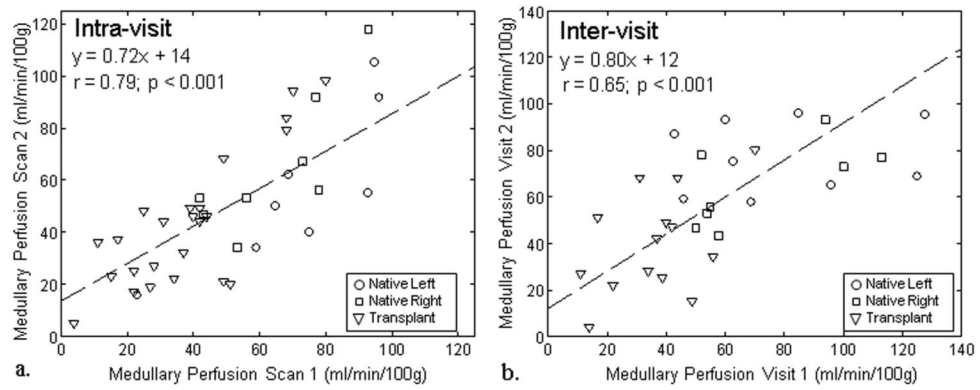 Intra-visit
y = 0.72x + 14
r = 0.79; p < 0.001
Medullary Perfusion Scan 2 (ml/min/100g)
120
100
80
60
40
20
0
0 20 40 60 80 100 120
Native Left
Native Right
Transplant
Medullary Perfusion Scan 1 (ml/min/100g)
a.
Inter-visit
y = 0.80x + 12
r = 0.65; p < 0.001
Medullary Perfusion Visit 2 (ml/min/100g)
140
120
100
80
60
40
20
0
0 20 40 60 80 100 120 140
Native Left
Native Right
Transplant
Medullary Perfusion Visit 1 (ml/min/100g)
b.